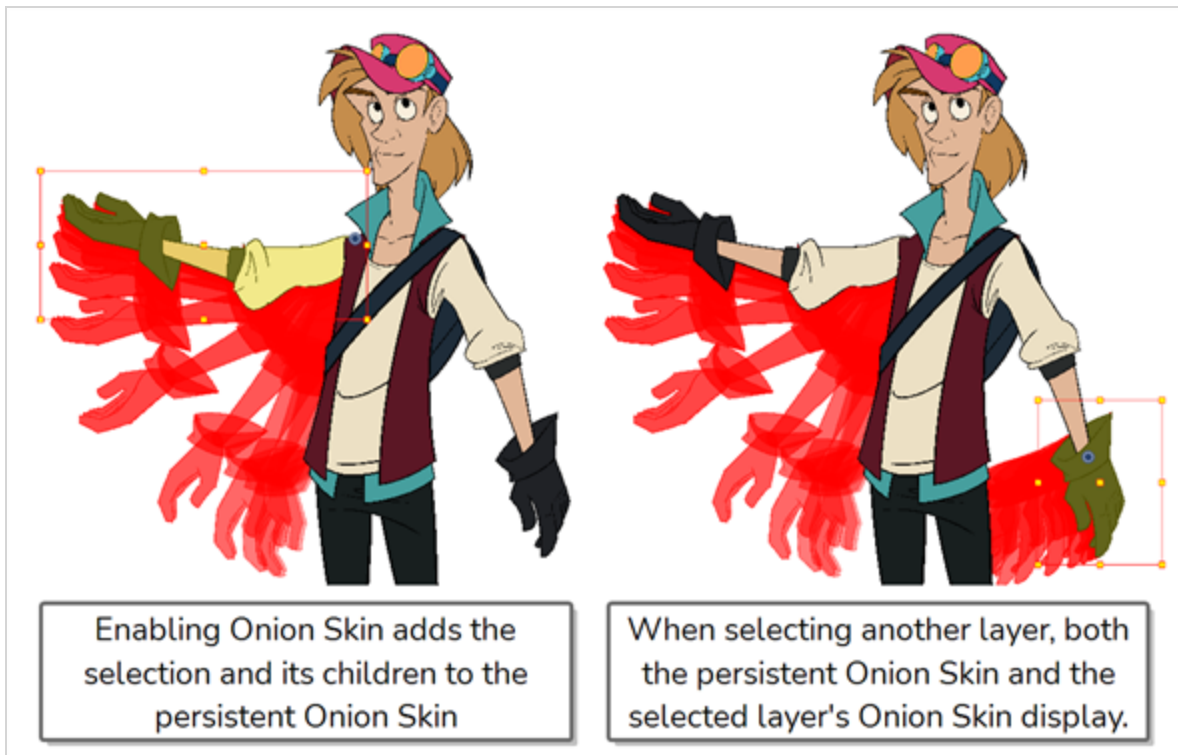 Enabling Onion Skin adds the
selection and its children to the
persistent Onion Skin
When selecting another layer, both
the persistent Onion Skin and the
selected layer's Onion Skin display.